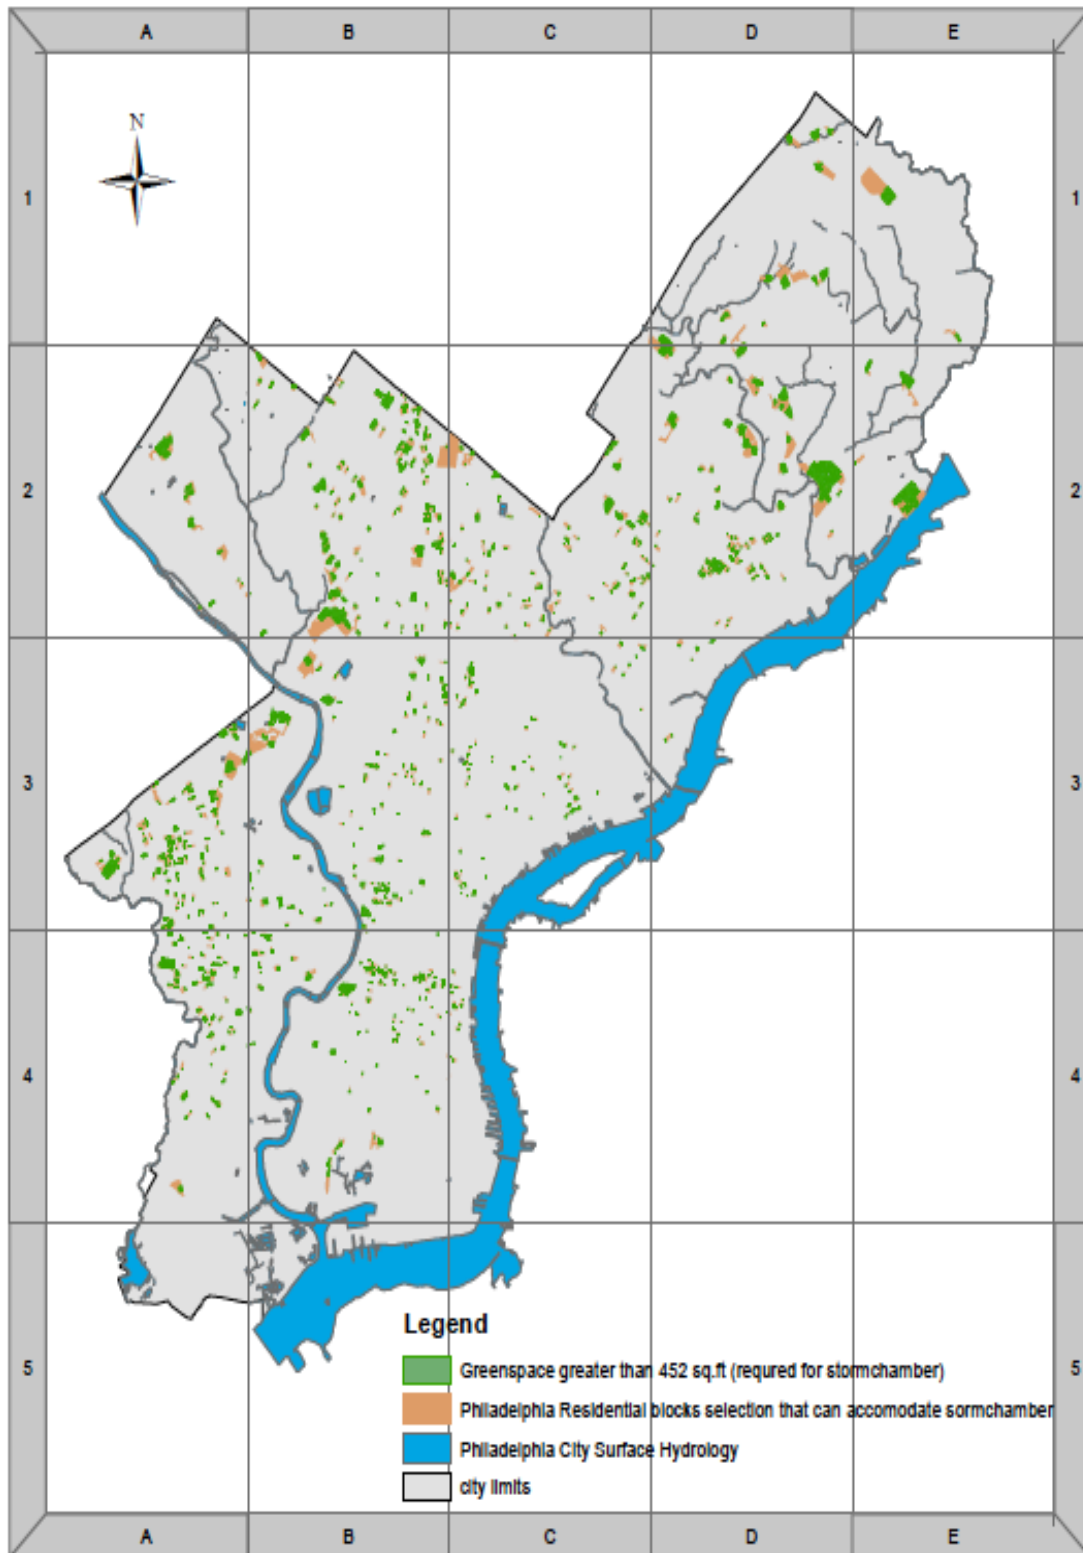 A B C D E
N
1 1
2 2
3 3
4 4
Legend
Greenspace greater than 452 sq.ft (requred for stormchamber)
5 5
Philadelphia Residential blocks selection that can accomodate sormchamber
Philadelphia City Surface Hydrology
city limits
A B C D E